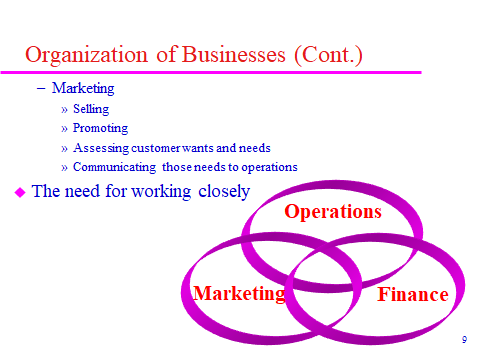 Organization of Businesses (Cont.)
– Marketing
» Selling
» Promoting
» Assessing customer wants and needs
» Communicating those needs to operations
◆ The need for working closely
Operations
Marketing
Finance
9